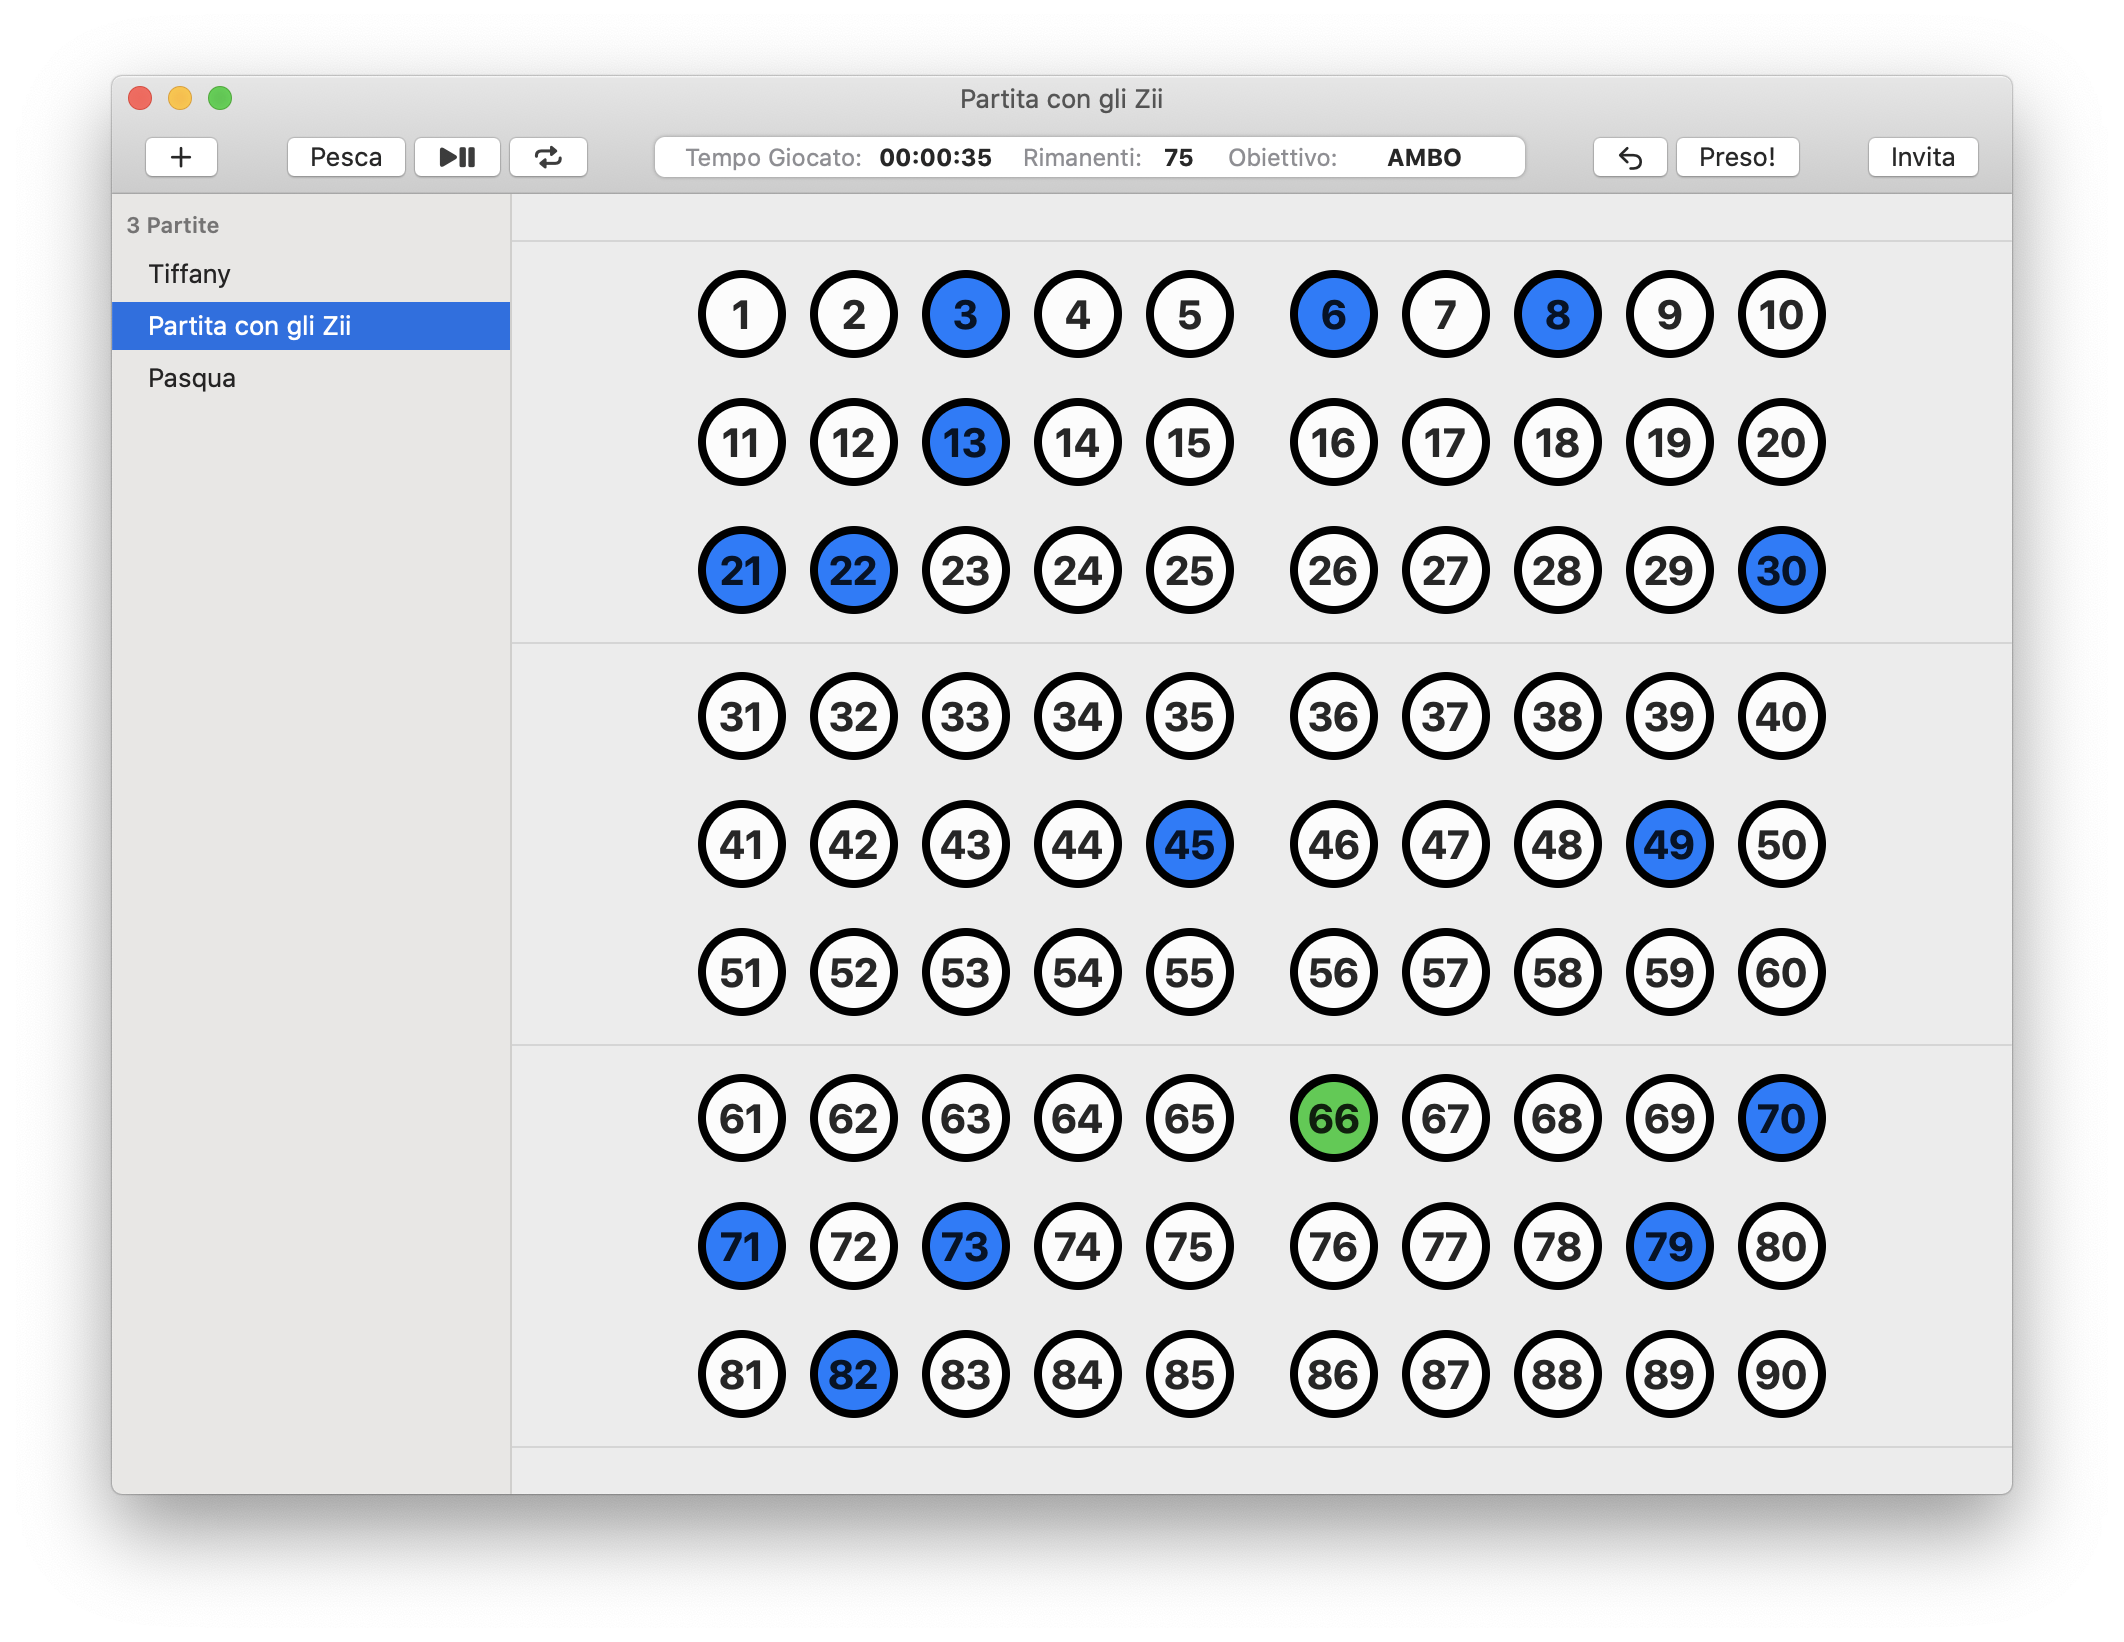 Partita con gli Zii
Pesca Tempo Giocato: 00:00:35 Rimanenti: 75 Obiettivo: AMBO Preso! Invita
3 Partite
Tiffany
Partita con gli Zii
Pasqua
1 2 3 4 5 6 7 8 9 10
11 12 13 14 15 16 17 18 19 20
21 22 23 24 25 26 27 28 29 30
31 32 33 34 35 36 37 38 39 40
41 42 43 44 45 46 47 48 49 50
51 52 53 54 55 56 57 58 59 60
61 62 63 64 65 66 67 68 69 70
71 72 73 74 75 76 77 78 79 80
81 82 83 84 85 86 87 88 89 90